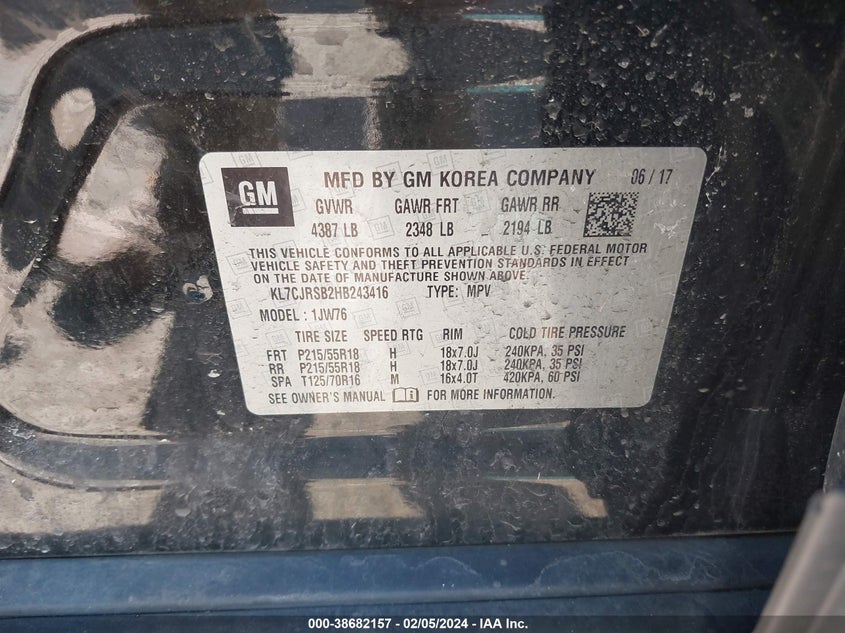 GM MFD BY GM KOREA COMPANY 06 / 17
GVWR GAWR FRT GAWR RR
4387 LB 2348 LB 2194 LB
THIS VEHICLE CONFORMS TO ALL APPLICABLE U.S. FEDERAL MOTOR
VEHICLE SAFETY AND THEFT PREVENTION STANDARDS IN EFFECT
ON THE DATE OF MANUFACTURE SHOWN ABOVE.
KL7CJRSB2HB243416 TYPE: MPV
MODEL : 1JW76
TIRE SIZE SPEED RTG RIM COLD TIRE PRESSURE
FRT P215/55R18 H 18x7.0J 240KPA, 35 PSI
RR P215/55R18 H 18x7.0J 240KPA, 35 PSI
SPA T125/70R16 M 16x4.0T 420KPA, 60 PSI
SEE OWNER'S MANUAL FOR MORE INFORMATION.
000-38682157 - 02/05/2024 - IAA Inc.